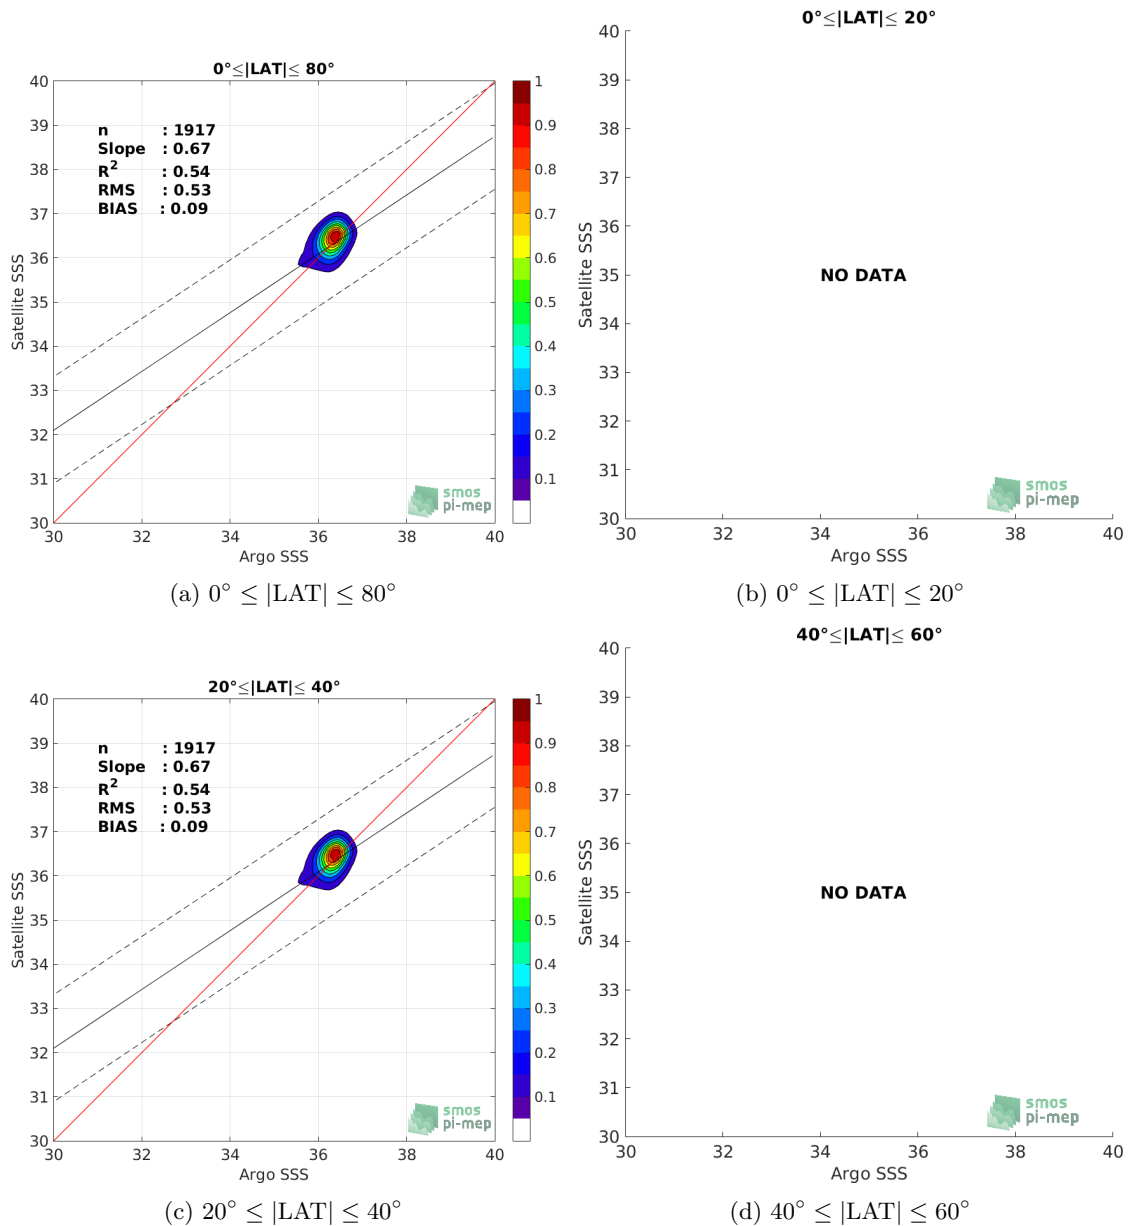 0°≤|LAT|≤ 80°
40
39
38
37
36
35
34
33
32
31
30
n : 1917
Slope : 0.67
R2 : 0.54
RMS : 0.53
BIAS : 0.09
1
0.9
0.8
0.7
0.6
0.5
0.4
0.3
0.2
0.1
Satellite SSS
smos
pi-mep
30 32 34 36 38 40
Argo SSS
(a) 0° ≤ |LAT| ≤ 80°
0°≤|LAT|≤ 20°
40
39
38
37
36
35
34
33
32
31
30
Satellite SSS
NO DATA
smos
pi-mep
30 32 34 36 38 40
Argo SSS
(b) 0° ≤ |LAT| ≤ 20°
20°≤|LAT|≤ 40°
40
39
38
37
36
35
34
33
32
31
30
n : 1917
Slope : 0.67
R2 : 0.54
RMS : 0.53
BIAS : 0.09
1
0.9
0.8
0.7
0.6
0.5
0.4
0.3
0.2
0.1
Satellite SSS
smos
pi-mep
30 32 34 36 38 40
Argo SSS
(c) 20° ≤ |LAT| ≤ 40°
40°≤|LAT|≤ 60°
40
39
38
37
36
35
34
33
32
31
30
Satellite SSS
NO DATA
smos
pi-mep
30 32 34 36 38 40
Argo SSS
(d) 40° ≤ |LAT| ≤ 60°